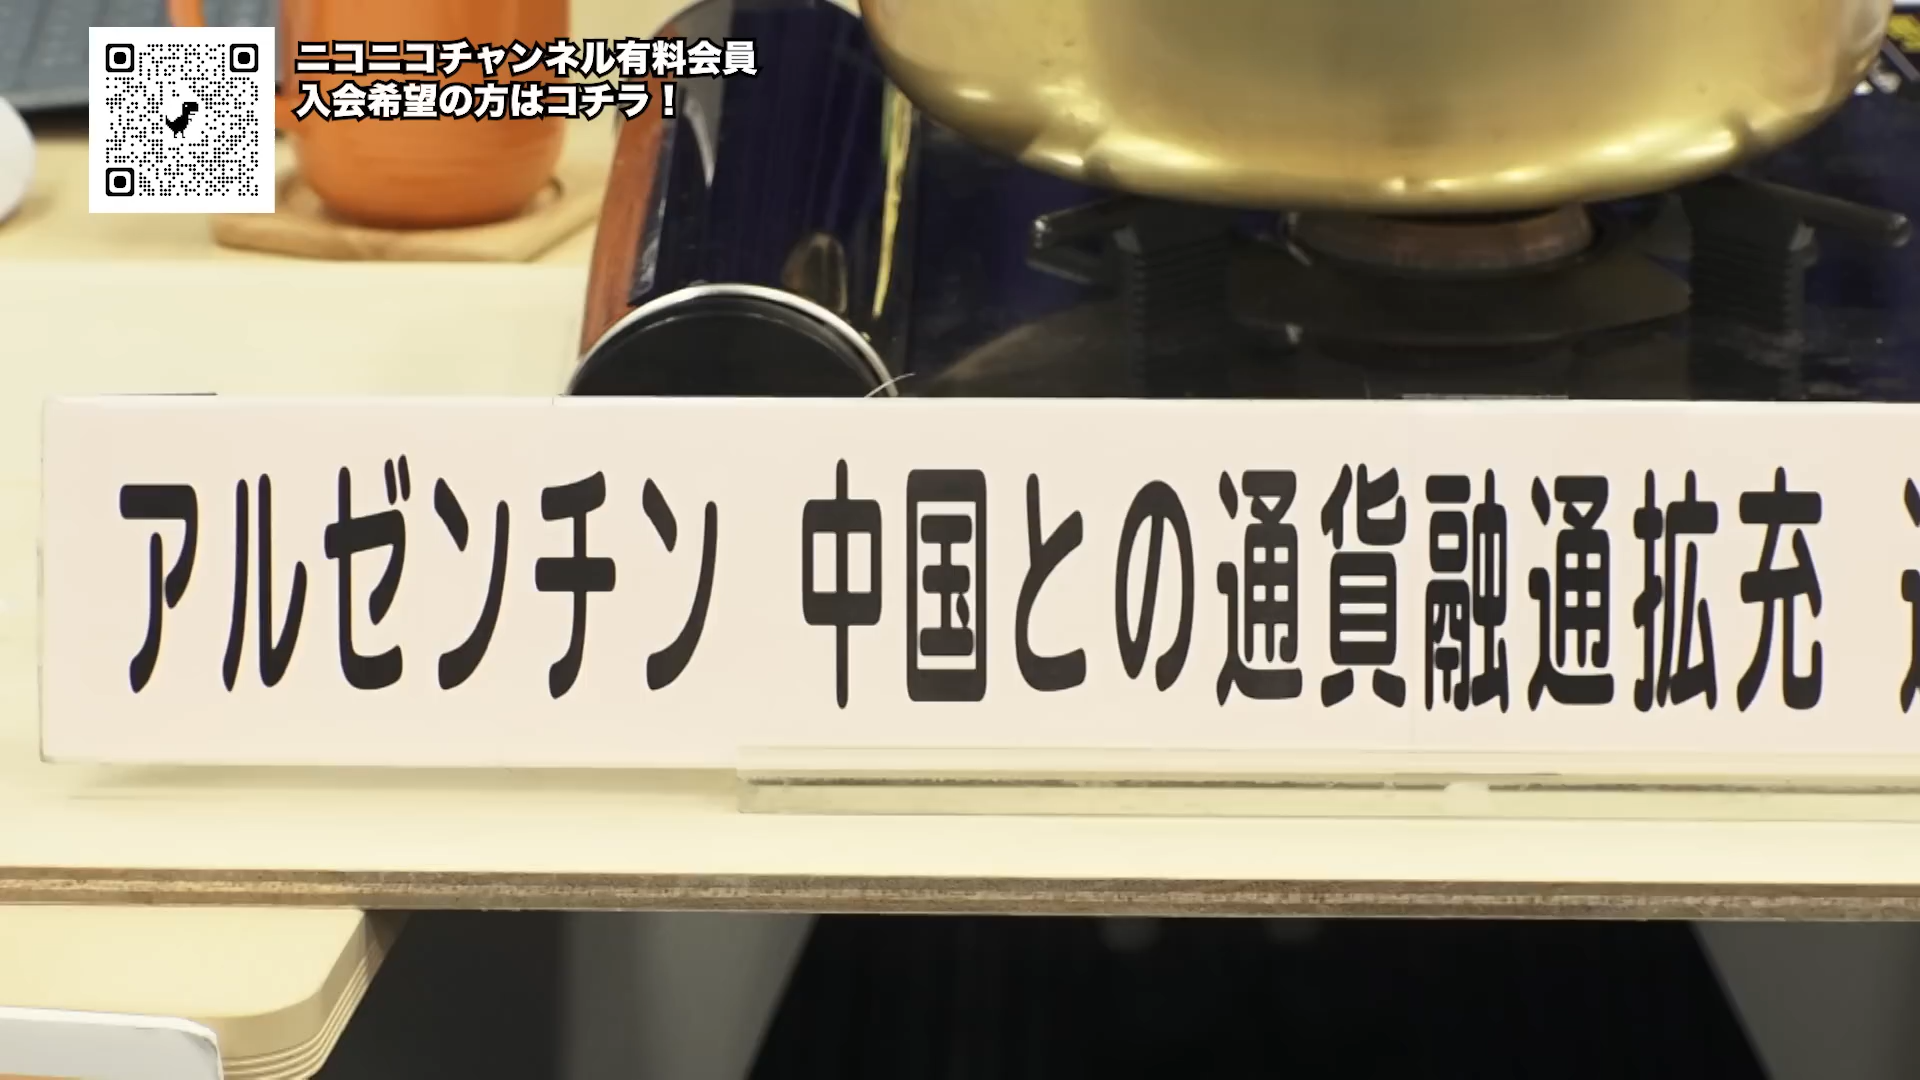 ニコニコチャンネル有料会員
入会希望の方はコチラ！
アルゼンチン 中国との通貨融通拡充